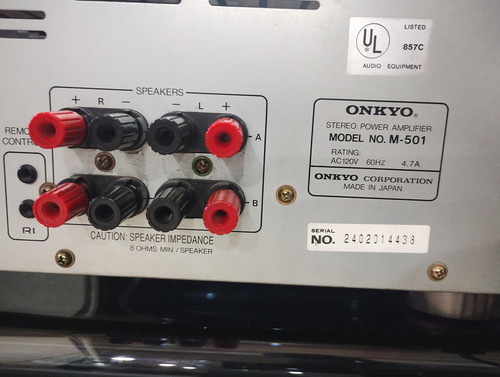 LISTED
UL
857C
AUDIO EQUIPMENT
SPEAKERS
+ R - - L +
A
REMO
CONTR
B
RI
CAUTION: SPEAKER IMPEDANCE
8 OHMS MIN./SPEAKER
ONKYO®
STEREO POWER AMPLIFIER
MODEL NO. M-501
RATING:
AC120V 60HZ 4.7A
ONKYO CORPORATION
MADE IN JAPAN
SERIAL
NO. 2402014438